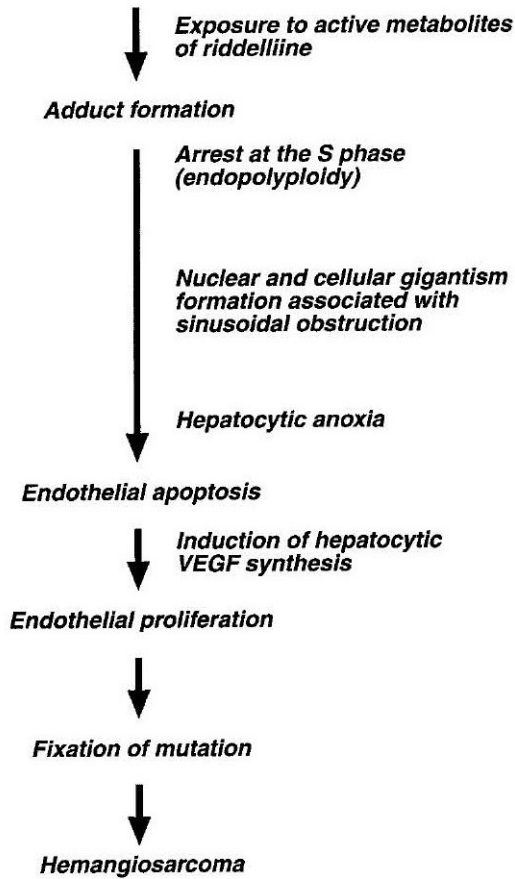 Exposure to active metabolites
of riddelliine
Adduct formation
Arrest at the S phase
(endopolyploidy)
Nuclear and cellular gigantism
formation associated with
sinusoidal obstruction
Hepatocytic anoxia
Endothelial apoptosis
Induction of hepatocytic
VEGF synthesis
Endothelial proliferation
Fixation of mutation
Hemangiosarcoma